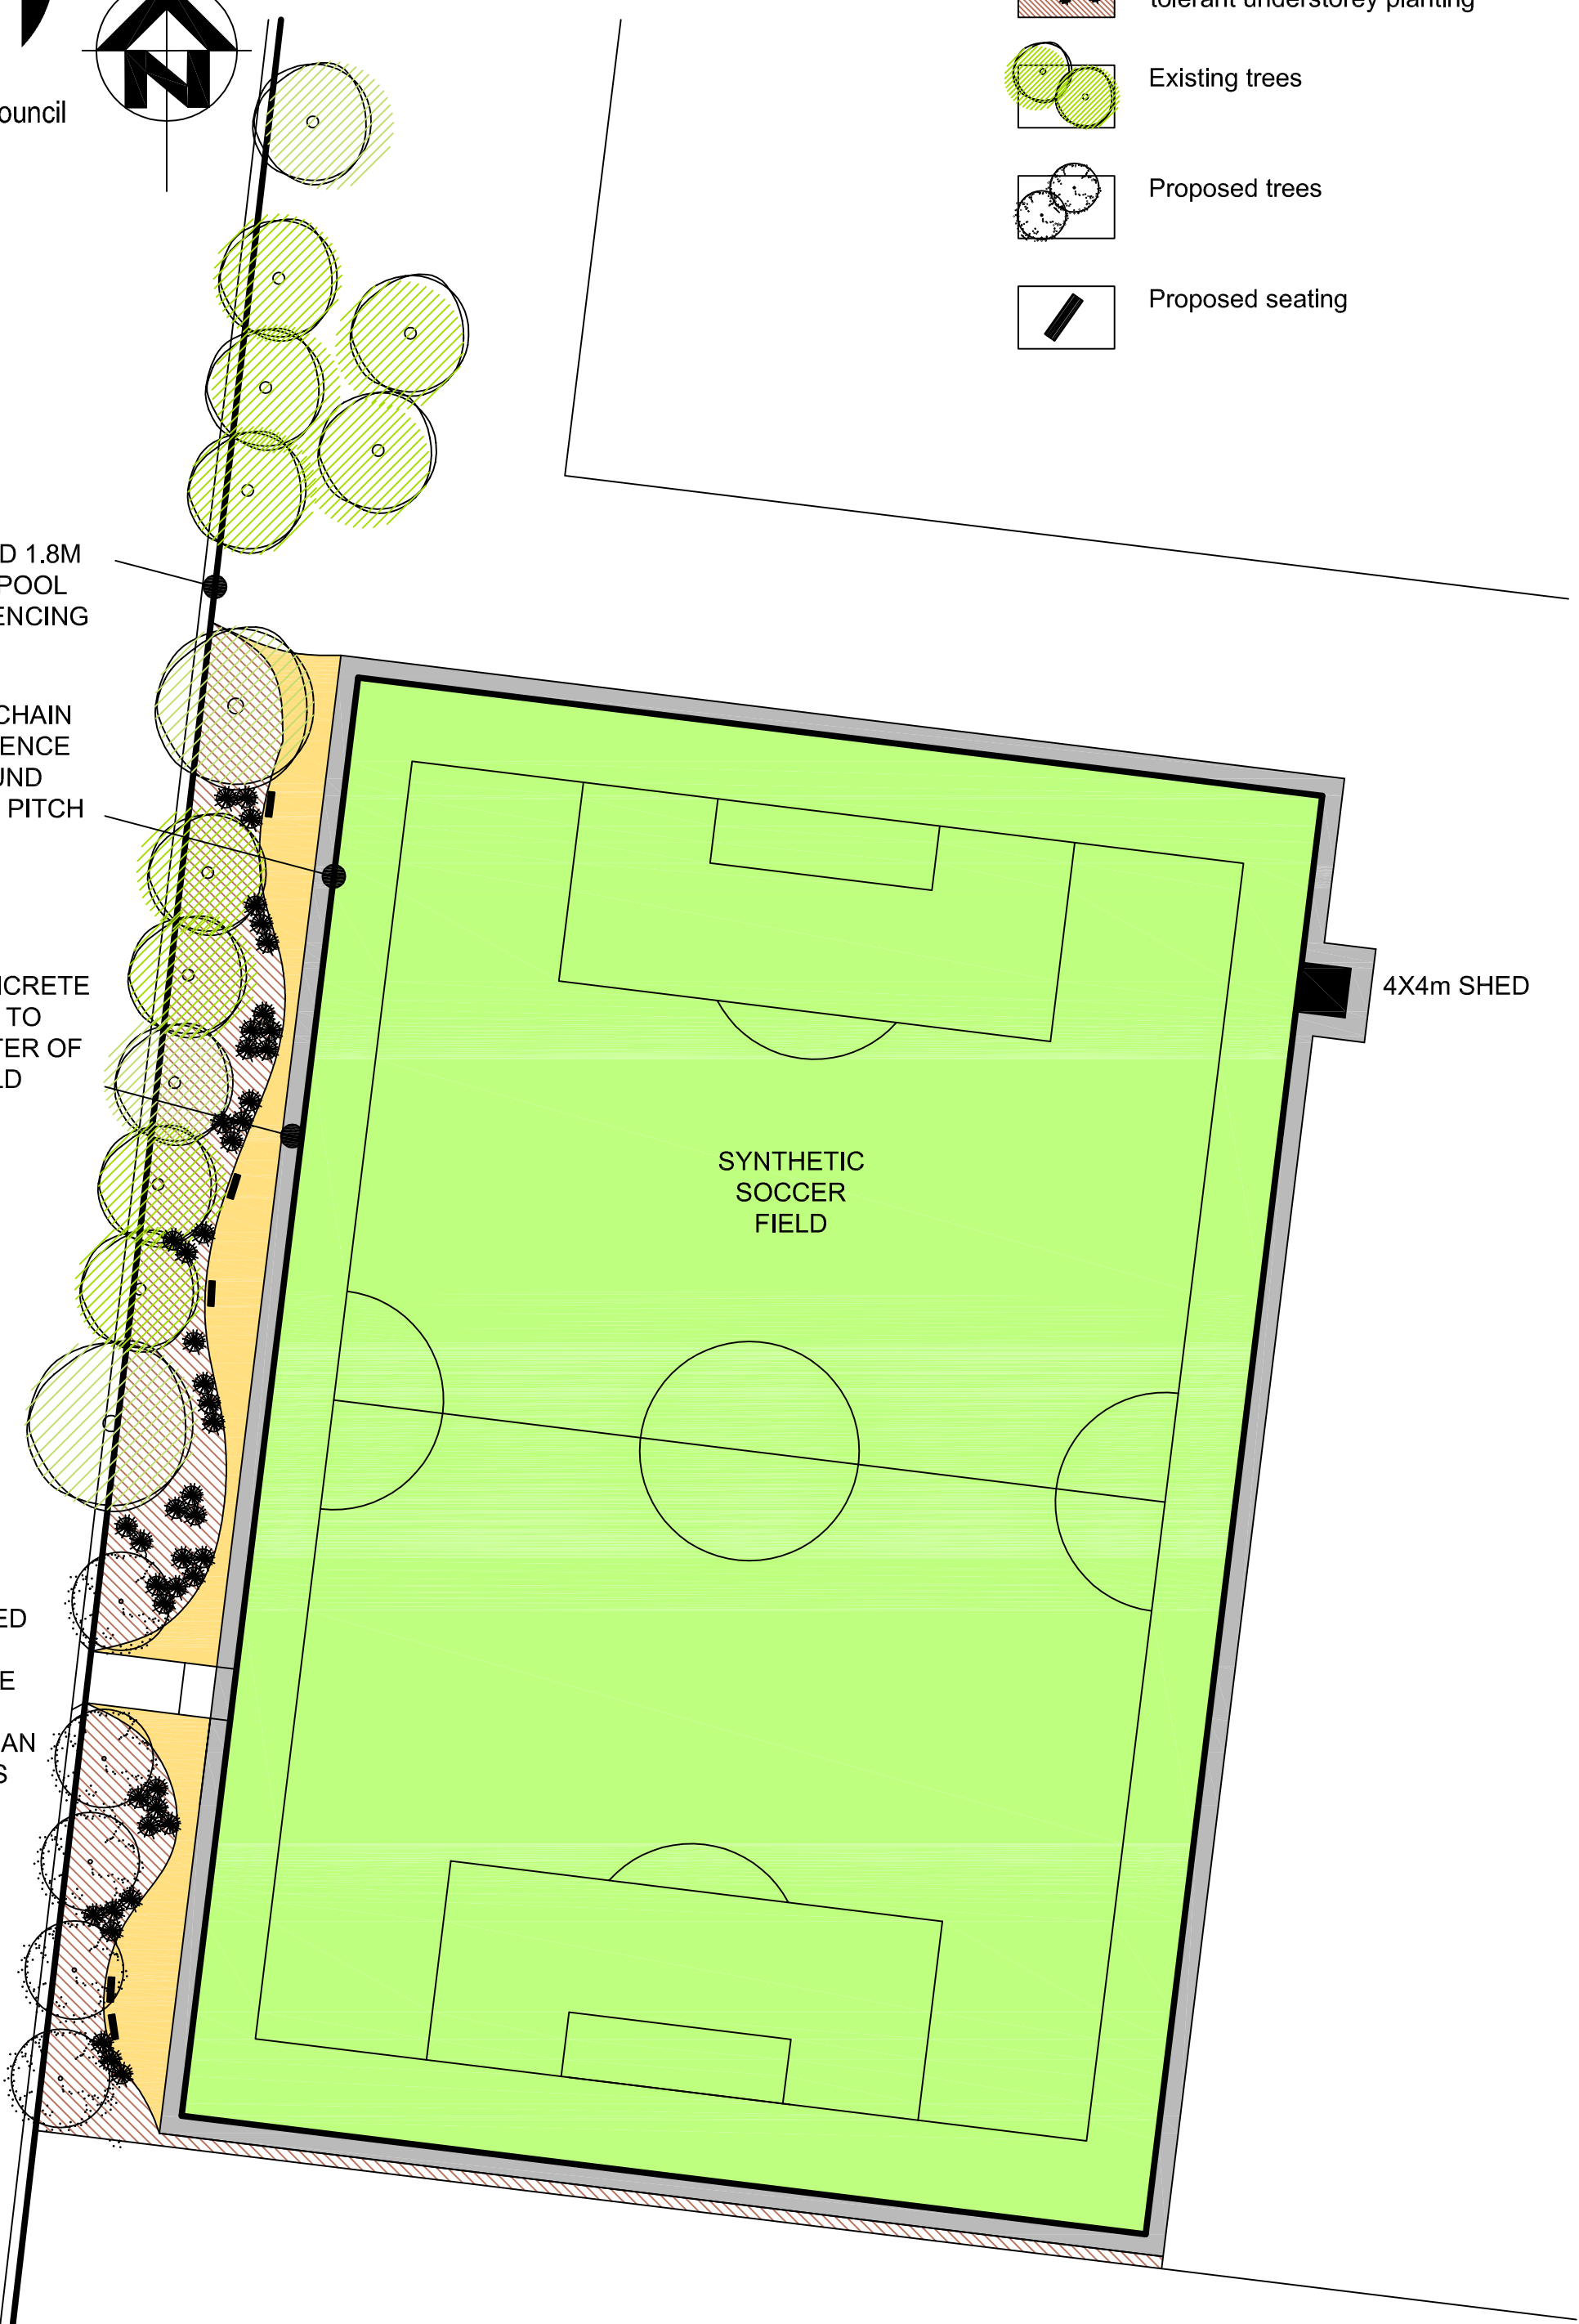 tolerant understorey planting
Existing trees
Proposed trees
Proposed seating
N
ouncil
D 1.8M
POOL
ENCING
CHAIN
ENCE
UND
PITCH
NCRETE
TO
TER OF
LD
4X4m SHED
SYNTHETIC
SOCCER
FIELD
ED
E
AN
S